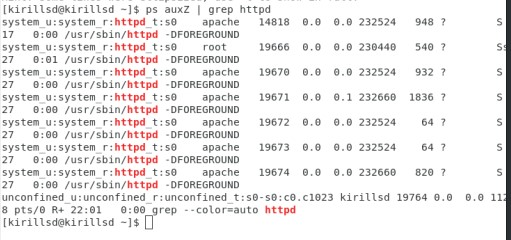 [kirillsd@kirillsd ~]$ ps auxZ | grep httpd
system_u:system_r:httpd_t:s0    apache   14818  0.0  0.0 232524   948 ?        S
17   0:00 /usr/sbin/httpd -DFOREGROUND
system_u:system_r:httpd_t:s0    root     19666  0.0  0.0 230440   540 ?        Ss
27   0:01 /usr/sbin/httpd -DFOREGROUND
system_u:system_r:httpd_t:s0    apache   19670  0.0  0.0 232524   932 ?        S
27   0:00 /usr/sbin/httpd -DFOREGROUND
system_u:system_r:httpd_t:s0    apache   19671  0.0  0.1 232660  1836 ?        S
27   0:00 /usr/sbin/httpd -DFOREGROUND
system_u:system_r:httpd_t:s0    apache   19672  0.0  0.0 232524    64 ?        S
27   0:00 /usr/sbin/httpd -DFOREGROUND
system_u:system_r:httpd_t:s0    apache   19673  0.0  0.0 232524    64 ?        S
27   0:00 /usr/sbin/httpd -DFOREGROUND
system_u:system_r:httpd_t:s0    apache   19674  0.0  0.0 232660   820 ?        S
27   0:00 /usr/sbin/httpd -DFOREGROUND
unconfined_u:unconfined_r:unconfined_t:s0-s0:c0.c1023 kirillsd 19764 0.0  0.0 112
8 pts/0 R+ 22:01   0:00 grep --color=auto httpd
[kirillsd@kirillsd ~]$